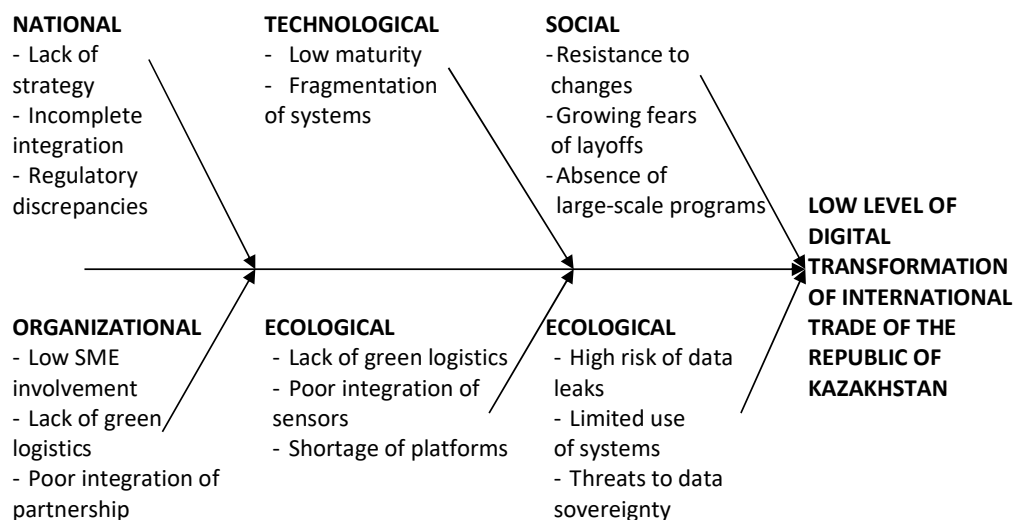 NATIONAL
- Lack of
strategy
- Incomplete
integration
- Regulatory
discrepancies
TECHNOLOGICAL
- Low maturity
- Fragmentation
of systems
SOCIAL
- Resistance to
changes
- Growing fears
of layoffs
- Absence of
large-scale programs
LOW LEVEL OF
DIGITAL
TRANSFORMATION
OF INTERNATIONAL
TRADE OF THE
REPUBLIC OF
KAZAKHSTAN
ORGANIZATIONAL
- Low SME
involvement
- Lack of green
logistics
- Poor integration of
partnership
ECOLOGICAL
- Lack of green logistics
- Poor integration of
sensors
- Shortage of platforms
ECOLOGICAL
- High risk of data
leaks
- Limited use
of systems
- Threats to data
sovereignty